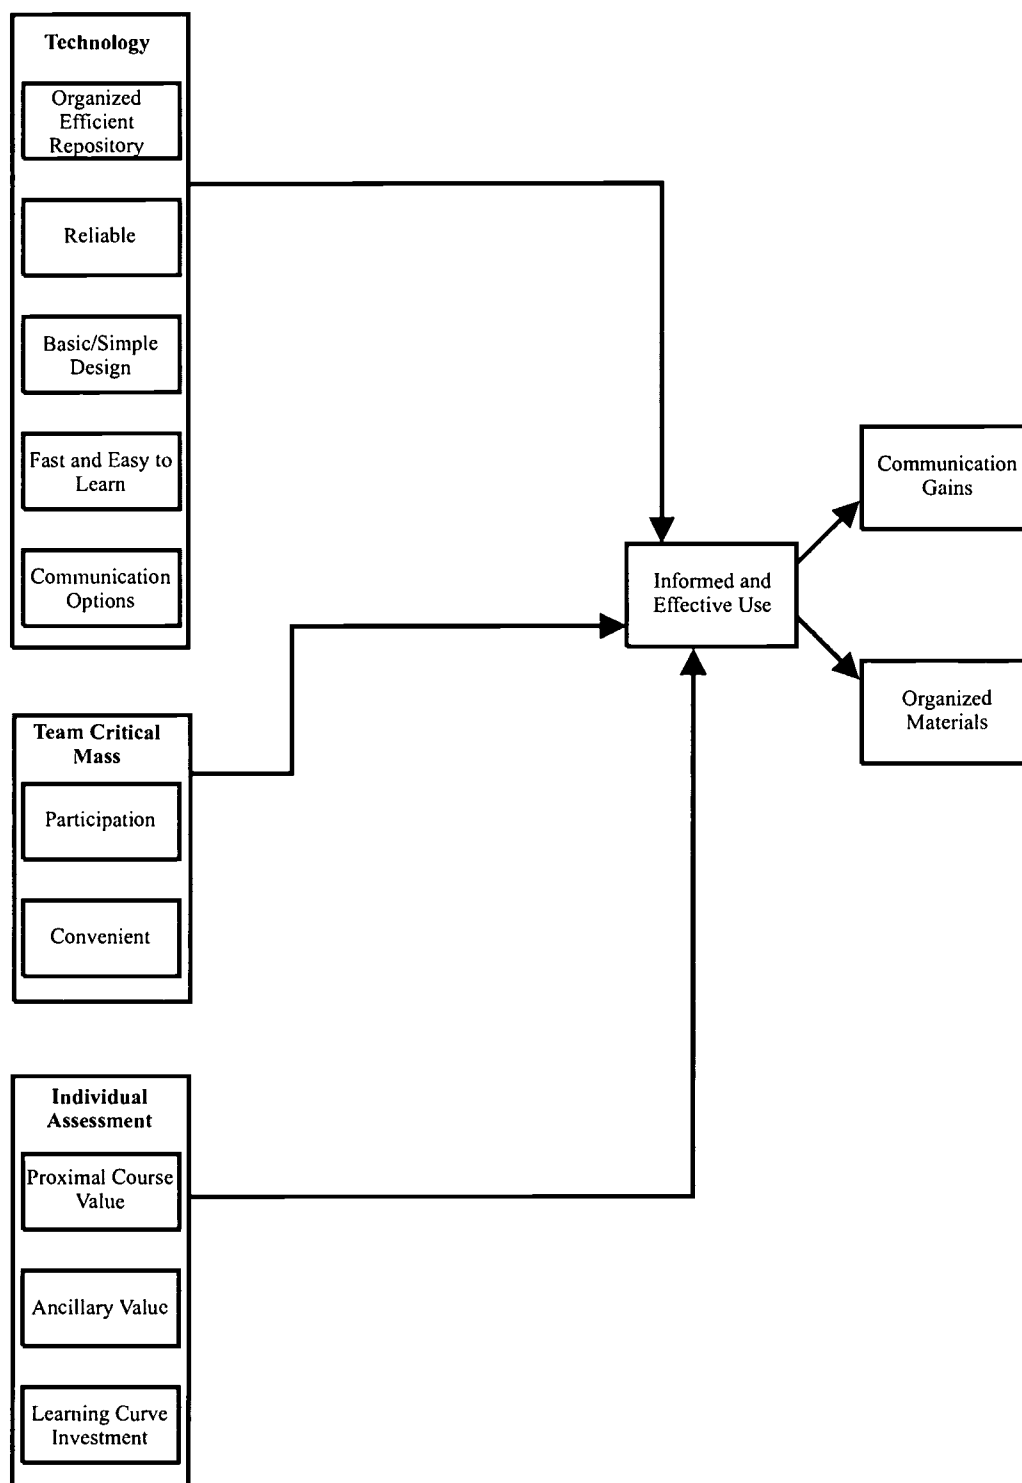 Technology
Organized
Efficient
Repository
Reliable
Basic/Simple
Design
Fast and Easy to
Learn
Communication
Options
Team Critical
Mass
Participation
Convenient
Individual
Assessment
Proximal Course
Value
Ancillary Value
Learning Curve
Investment
Informed and
Effective Use
Communication
Gains
Organized
Materials